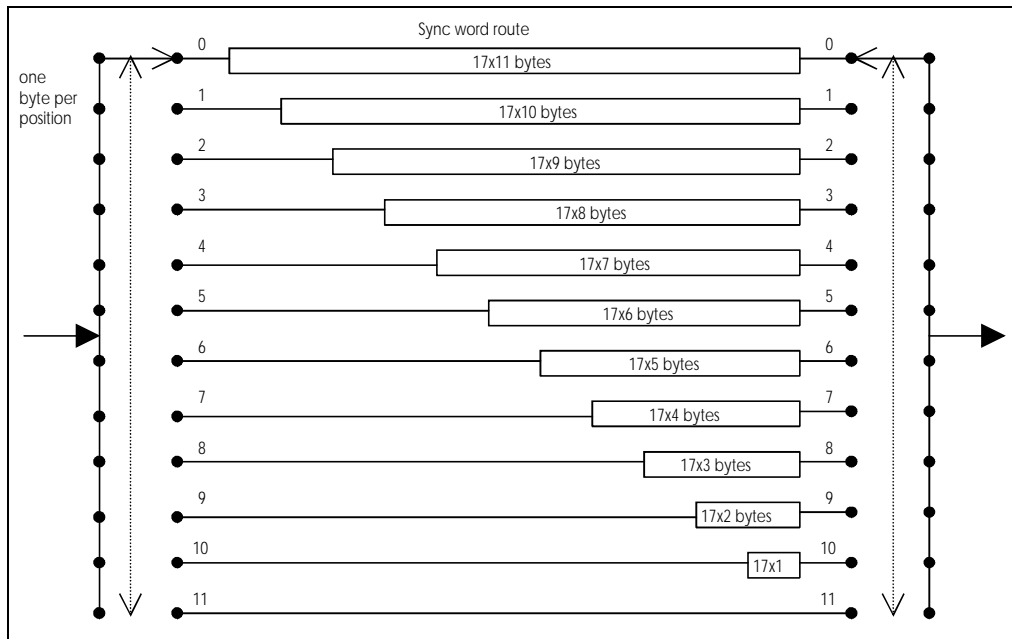 Sync word route
0 17x11 bytes 0
one
byte per
position
1 17x10 bytes 1
2 17x9 bytes 2
3 17x8 bytes 3
4 17x7 bytes 4
5 17x6 bytes 5
6 17x5 bytes 6
7 17x4 bytes 7
8 17x3 bytes 8
9 17x2 bytes 9
10 17x1 10
11 11